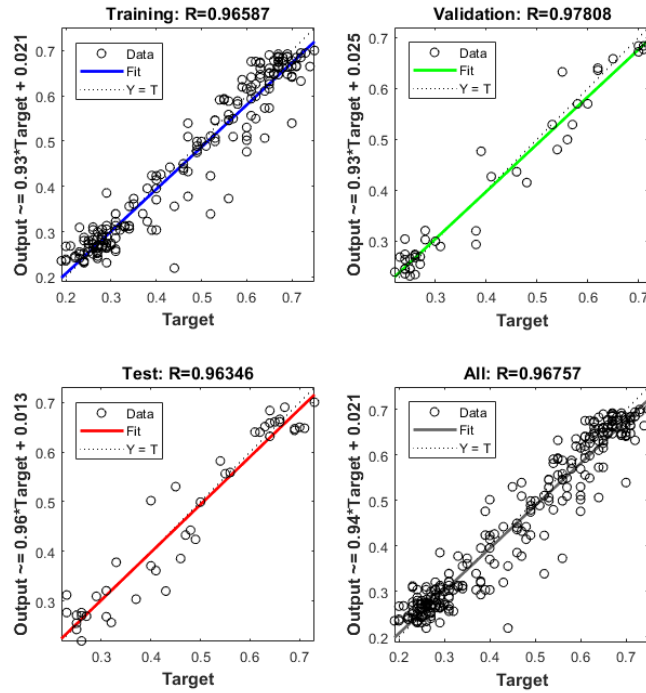 Training: R=0.96587
Output ~= 0.93*Target + 0.021
0.7
0.6
0.5
0.4
0.3
0.2
Data
Fit
Y = T
0.2 0.3 0.4 0.5 0.6 0.7
Target
Validation: R=0.97808
Output ~= 0.93*Target + 0.025
0.7
0.6
0.5
0.4
0.3
Data
Fit
Y = T
0.3 0.4 0.5 0.6 0.7
Target
Test: R=0.96346
Output ~= 0.96*Target + 0.013
0.7
0.6
0.5
0.4
0.3
Data
Fit
Y = T
0.3 0.4 0.5 0.6 0.7
Target
All: R=0.96757
Output ~= 0.94*Target + 0.021
0.7
0.6
0.5
0.4
0.3
0.2
Data
Fit
Y = T
0.2 0.3 0.4 0.5 0.6 0.7
Target